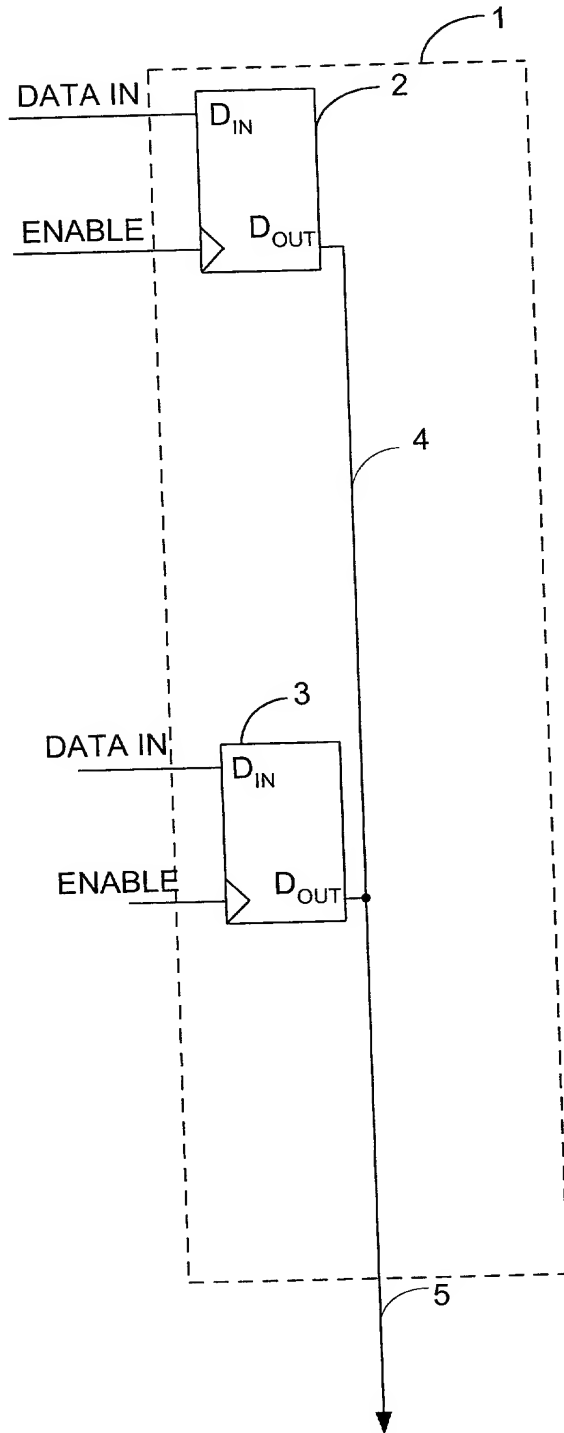 1
DATA IN
2
D_IN
ENABLE
D_OUT
4
3
DATA IN
D_IN
ENABLE
D_OUT
5